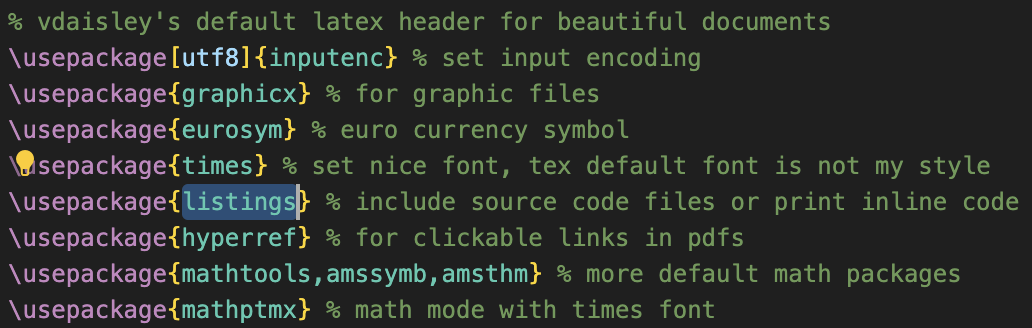 % vdaisley's default latex header for beautiful documents
\usepackage[utf8]{inputenc} % set input encoding
\usepackage{graphicx} % for graphic files
\usepackage{eurosym} % euro currency symbol
\usepackage{times} % set nice font, tex default font is not my style
\usepackage{listings} % include source code files or print inline code
\usepackage{hyperref} % for clickable links in pdfs
\usepackage{mathtools,amssymb,amsthm} % more default math packages
\usepackage{mathptmx} % math mode with times font